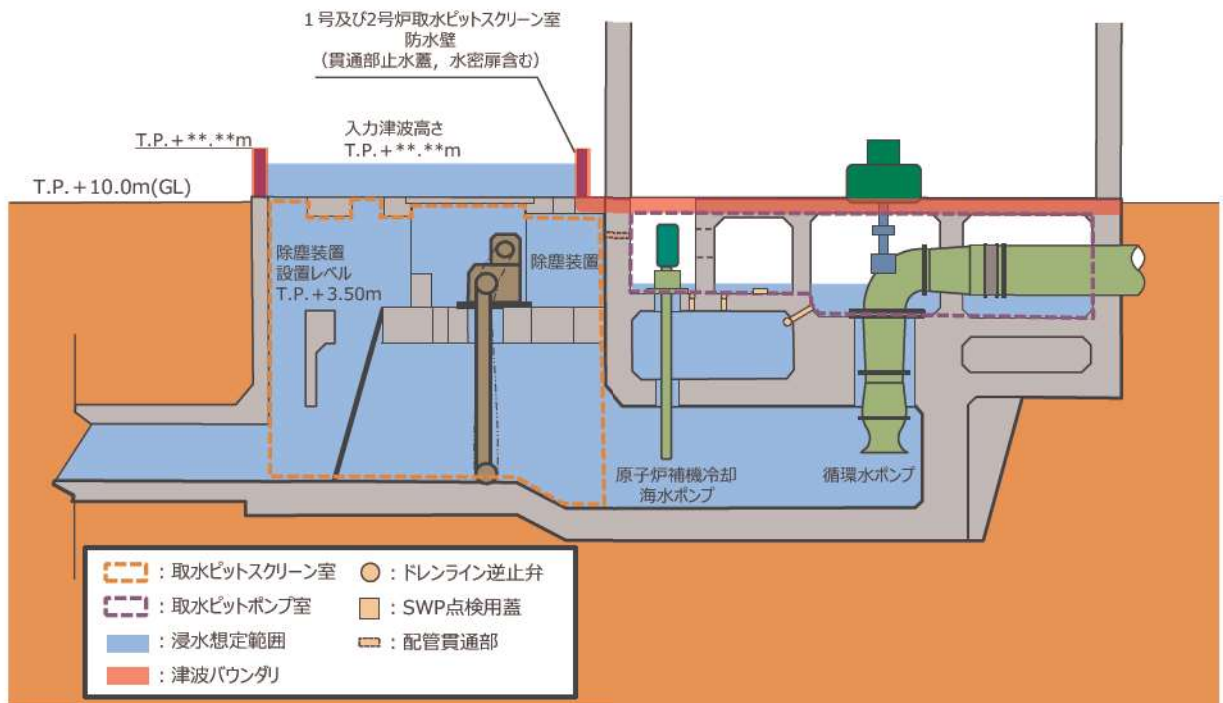 1号及び2号炉取水ピットスクリーン室
防水壁
（貫通部止水蓋，水密扉含む）
T.P.+**.**m
入力津波高さ
T.P.+**.**m
T.P.+10.0m(GL)
除塵装置
設置レベル
T.P.+3.50m
除塵装置
原子炉補機冷却
海水ポンプ
循環水ポンプ
：取水ピットスクリーン室
：取水ピットポンプ室
：浸水想定範囲
：津波バウンダリ
：ドレンライン逆止弁
：SWP点検用蓋
：配管貫通部